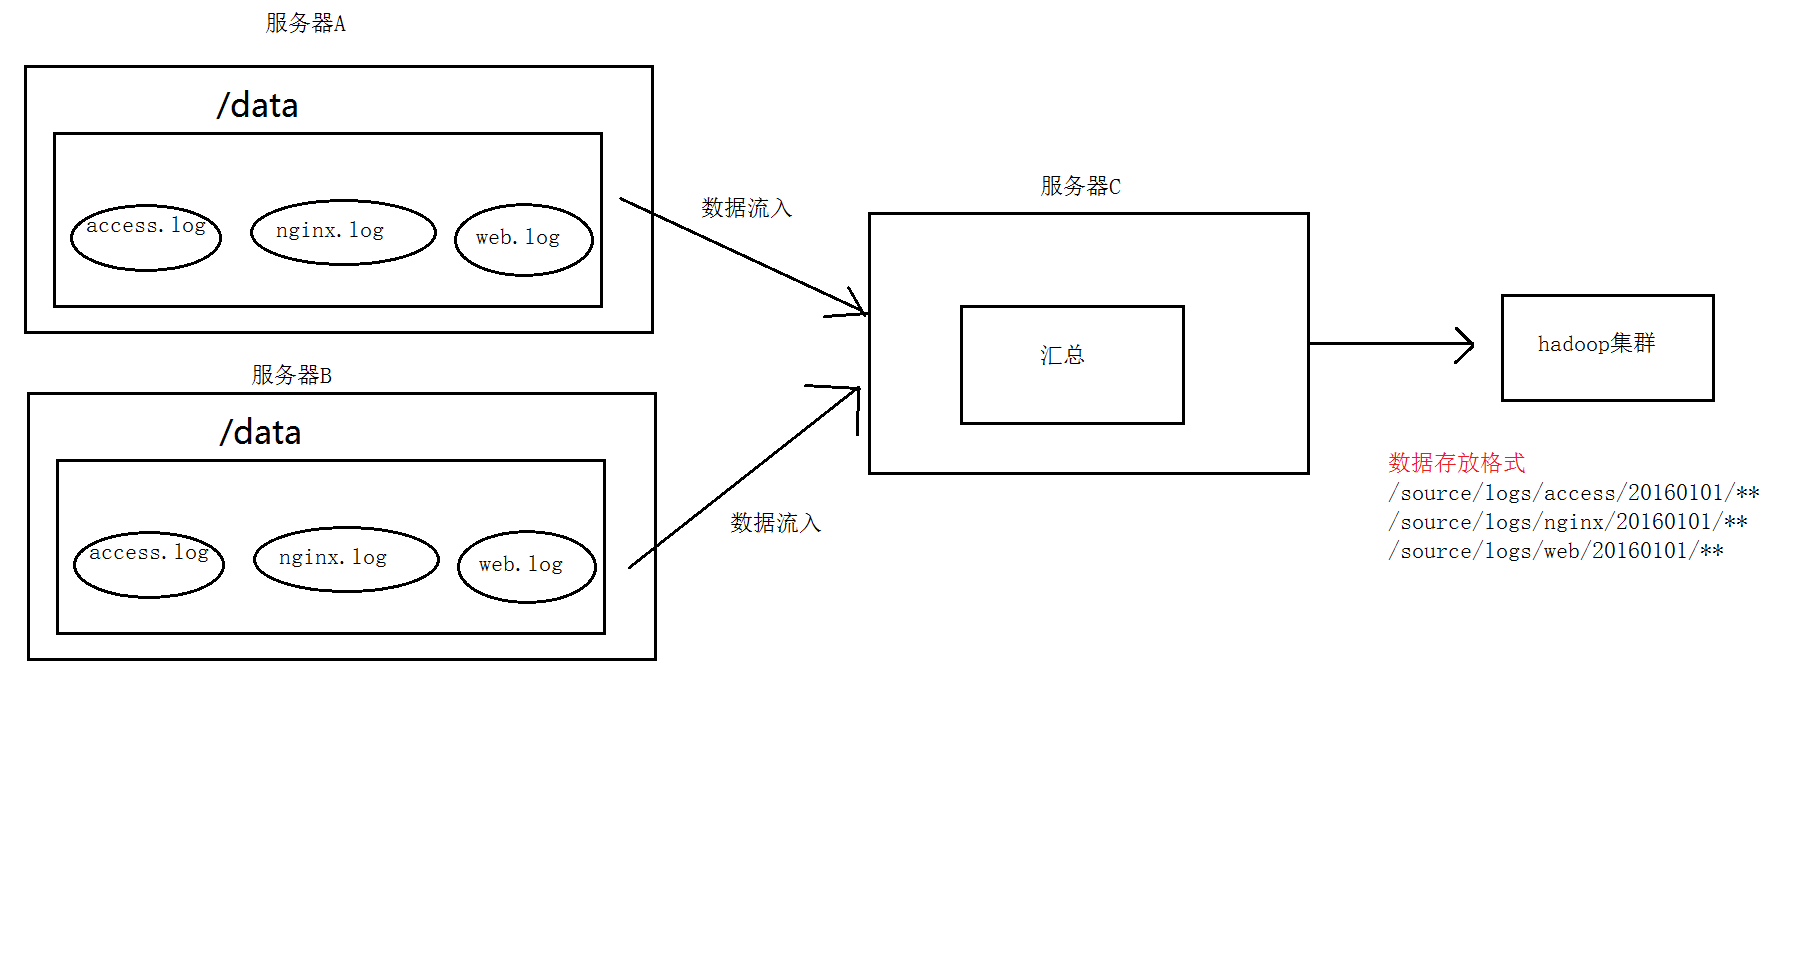 服务器A
/data
access.log
nginx.log
web.log
服务器B
/data
access.log
nginx.log
web.log
数据流入
数据流入
服务器C
汇总
hadoop集群
数据存放格式
/source/logs/access/20160101/**
/source/logs/nginx/20160101/**
/source/logs/web/20160101/**